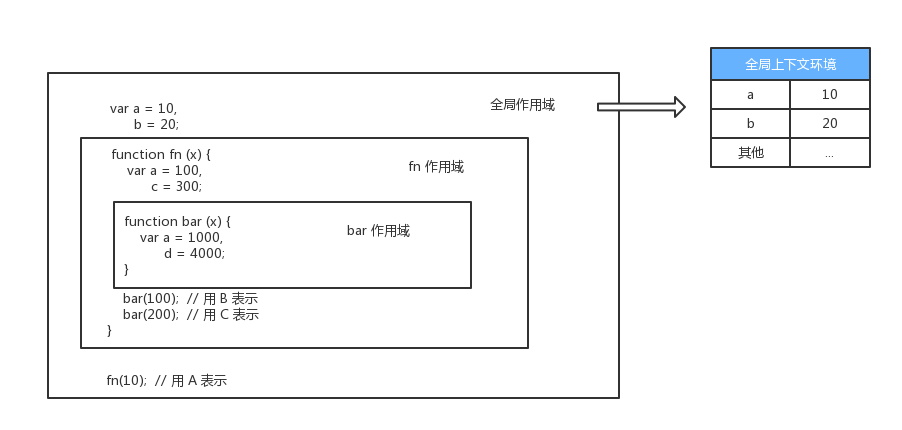 全局上下文环境
a 10
b 20
其他 ...
全局作用域
var a = 10,
b = 20;
function fn (x) {
fn 作用域
var a = 100,
c = 300;
function bar (x) {
bar 作用域
var a = 1000,
d = 4000;
}
bar(100);  // 用 B 表示
bar(200);  // 用 C 表示
}
fn(10);  // 用 A 表示